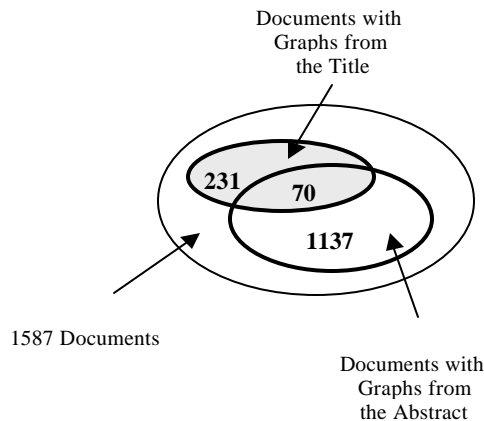 Documents with
Graphs from
the Title
231
70
1137
1587 Documents
Documents with
Graphs from
the Abstract